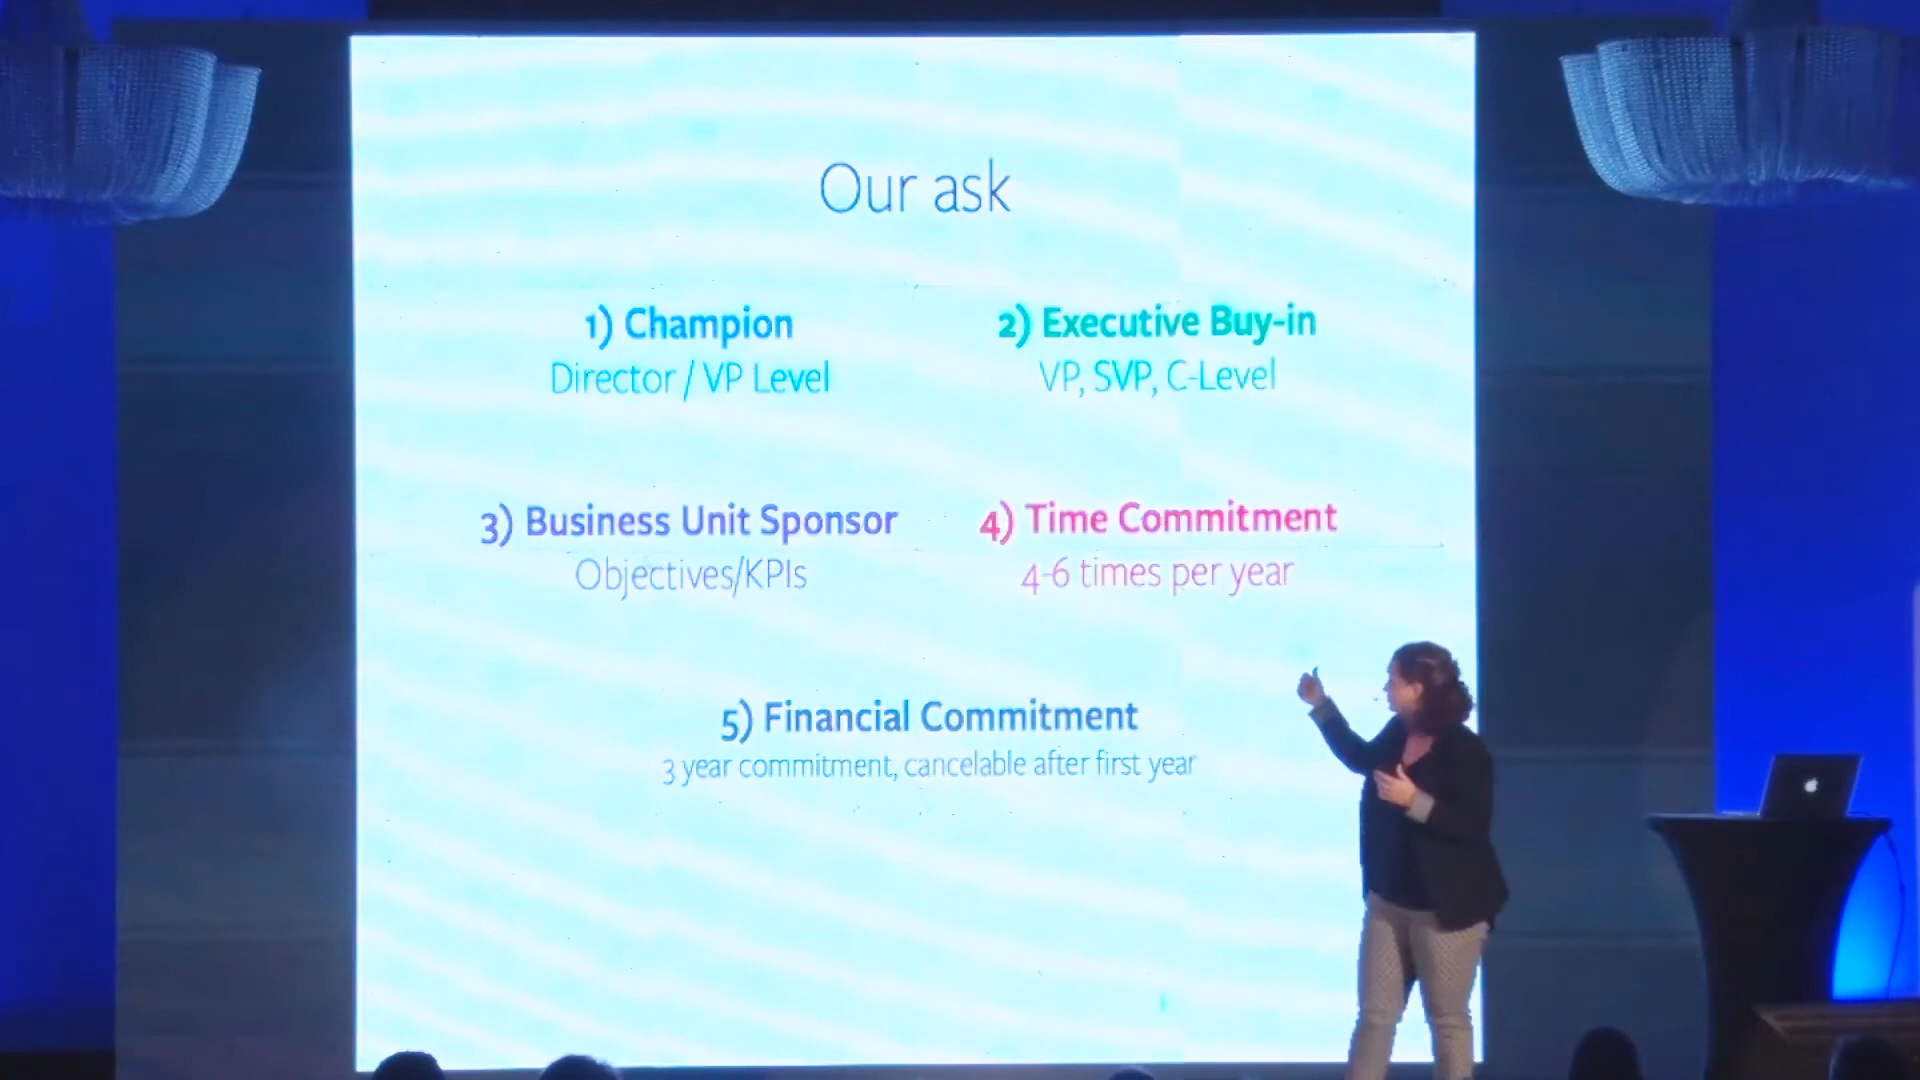 Our ask
1) Champion
Director / VP Level
2) Executive Buy-in
VP, SVP, C-Level
3) Business Unit Sponsor
Objectives/KPIs
4) Time Commitment
4-6 times per year
5) Financial Commitment
3 year commitment, cancelable after first year